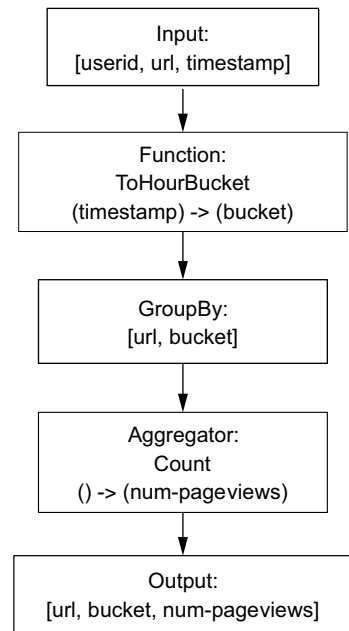 Input:
[userid, url, timestamp]
Function:
ToHourBucket
(timestamp) -> (bucket)
GroupBy:
[url, bucket]
Aggregator:
Count
() -> (num-pageviews)
Output:
[url, bucket, num-pageviews]